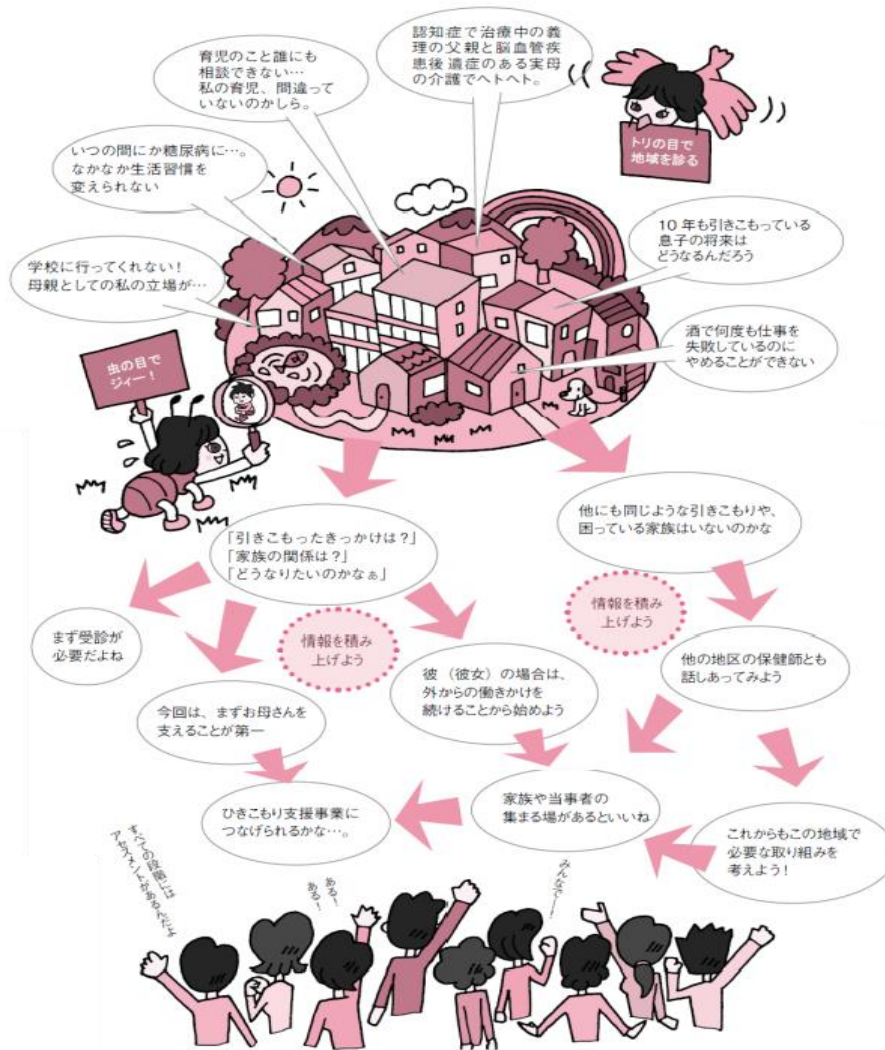 認知症で治療中の義
理の父親と脳血管疾
患後遺症のある実母
の介護でヘトヘト。
育児のこと誰にも
相談できない…
私の育児、間違って
いないのかしら。
トリの目で
地域を診る
いつの間にか糖尿病に…。
なかなか生活習慣を
変えられない
10年も引きこもっている
息子の将来は
どうなるんだろう
学校に行ってくれない！
母親としての私の立場が…
酒で何度も仕事を
失敗しているのに
やめることができない
虫の目で
ジィー！
他にも同じような引きこもりや、
困っている家族はいないのかな
「引きこもったきっかけは？」
「家族の関係は？」
「どうなりたいのかなぁ」
情報を積み
上げよう
まず受診が
必要だよね
情報を積み
上げよう
彼（彼女）の場合は、
外からの働きかけを
続けることから始めよう
他の地区の保健師とも
話しあってみよう
今回は、まずお母さんを
支えることが第一
ひきこもり支援事業に
つなげられるかな…。
家族や当事者の
集まる場があるといいね
これからもこの地域で
必要な取り組みを
考えよう！
すべての段階には
アセスメントがあるんだよ
ある！
ある！
みんなで――！